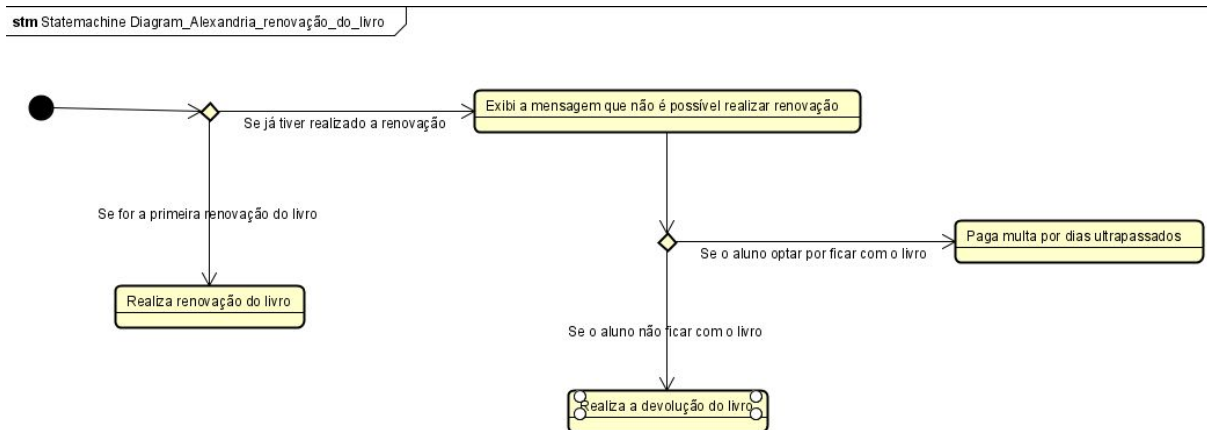 stm Statemachine Diagram_Alexandria_renovação_do_livro
Exibi a mensagem que não é possível realizar renovação
Se já tiver realizado a renovação
Se for a primeira renovação do livro
Paga multa por dias ultrapassados
Se o aluno optar por ficar com o livro
Realiza renovação do livro
Se o aluno não ficar com o livro
Realiza a devolução do livro